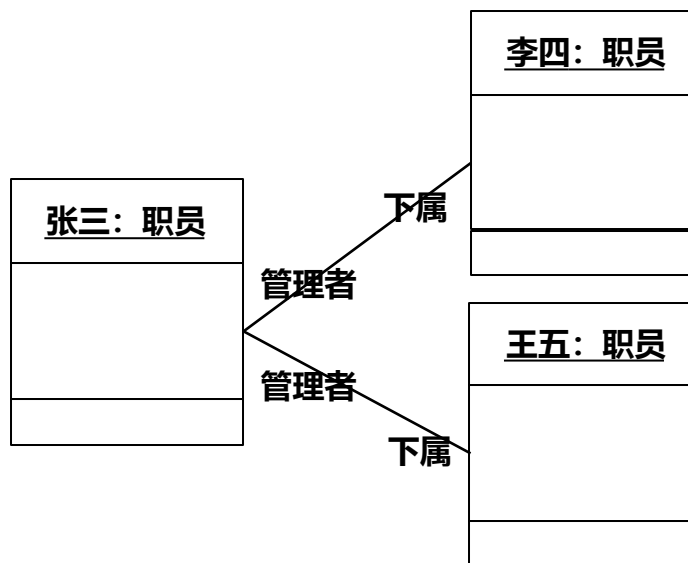 李四：职员
张三：职员
下属
管理者
王五：职员
管理者
下属